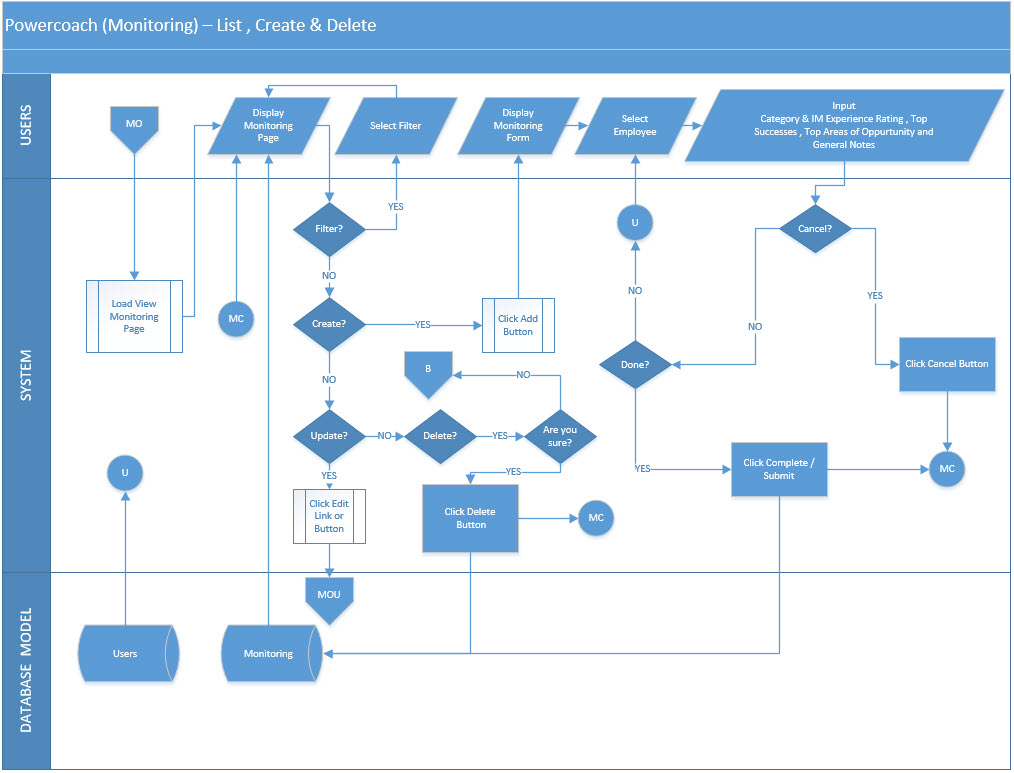 Powercoach (Monitoring) – List , Create & Delete
USERS
MO
Display
Monitoring
Page
Select Filter
Display
Monitoring
Form
Select
Employee
Input
Category & IM Experience Rating , Top
Successes , Top Areas of Oppurtunity and
General Notes
SYSTEM
Load View
Monitoring
Page
MC
Filter?
YES
NO
Create?
YES
Click Add
Button
NO
Update?
NO
Delete?
YES
Are you
sure?
NO
B
YES
YES
Click Edit
Link or
Button
Click Delete
Button
MC
U
U
NO
Done?
YES
Cancel?
NO
YES
Click Cancel Button
Click Complete /
Submit
MC
DATABASE MODEL
MOU
Users
Monitoring